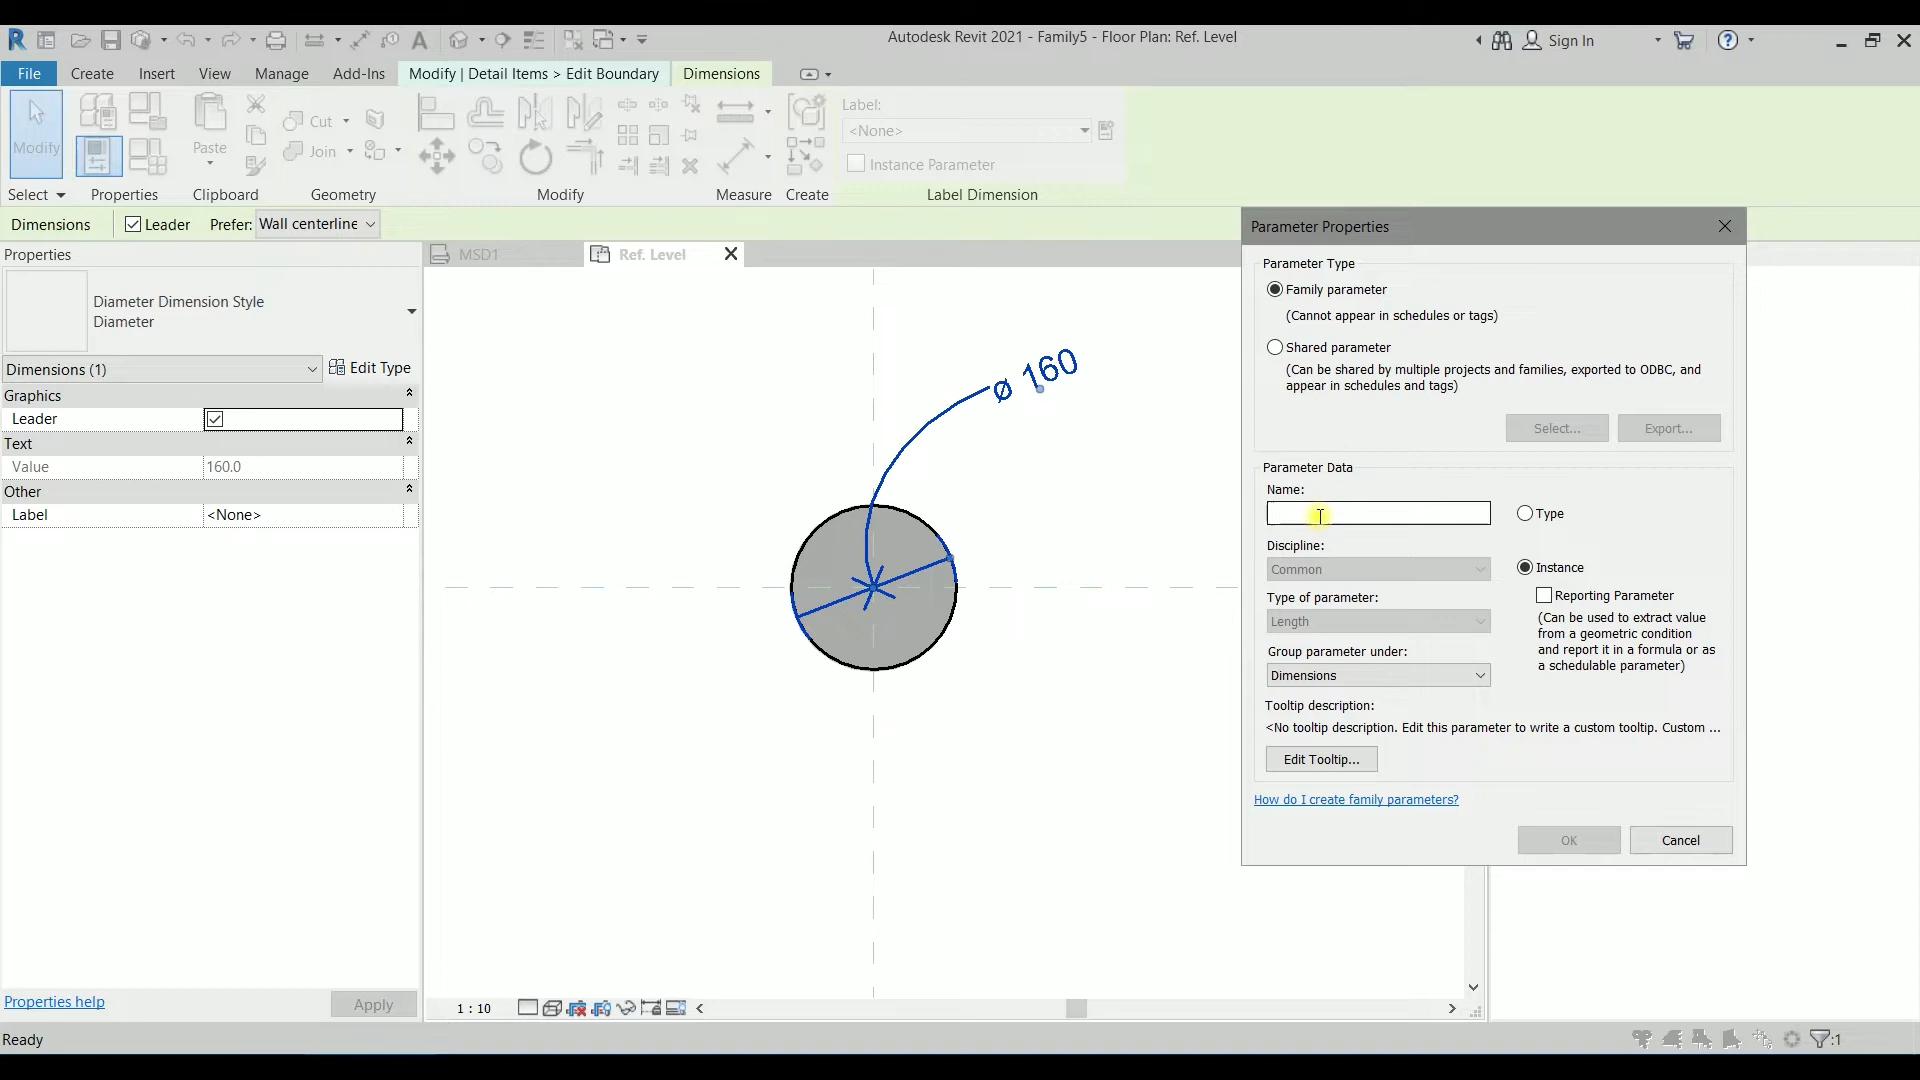 Autodesk Revit 2021 - Family5 - Floor Plan: Ref. Level
Sign In
File Create Insert View Manage Add-Ins Modify | Detail Items > Edit Boundary Dimensions
Modify
Paste
Cut
Join
Label:
<None>
Instance Parameter
Select Properties Clipboard Geometry Modify Measure Create Label Dimension
Dimensions Leader Prefer: Wall centerline
Properties
Diameter Dimension Style
Diameter
Dimensions (1) Edit Type
Graphics
Leader
Text
Value 160.0
Other
Label <None>
Properties help Apply
MSD1 Ref. Level
ø 160
1 : 10
Parameter Properties
Parameter Type
Family parameter
(Cannot appear in schedules or tags)
Shared parameter
(Can be shared by multiple projects and families, exported to ODBC, and
appear in schedules and tags)
Select... Export...
Parameter Data
Name:
Type
Discipline:
Common
Instance
Reporting Parameter
Type of parameter:
Length
(Can be used to extract value
from a geometric condition
and report it in a formula or as
a schedulable parameter)
Group parameter under:
Dimensions
Tooltip description:
<No tooltip description. Edit this parameter to write a custom tooltip. Custom ...
Edit Tooltip...
How do I create family parameters?
OK Cancel
Ready
:1